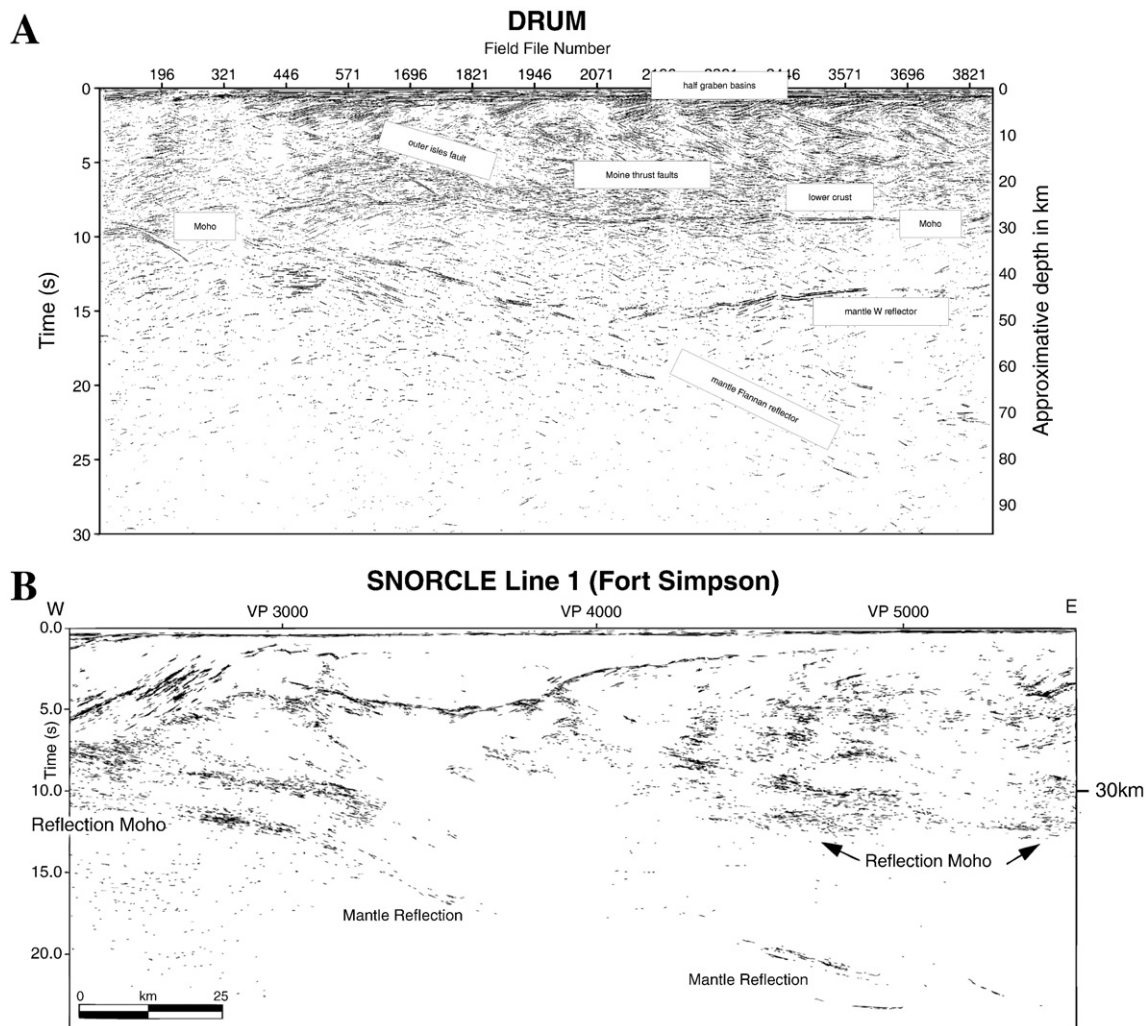 A
DRUM
Field File Number
196 321 446 571 1696 1821 1946 2071 3571 3696 3821
half graben basins
0 0
outer isles fault
10
5
Moine thrust faults
20
lower crust
Moho
Moho
30
10
40
15
mantle W reflector
50
60
20
mantle Flannan reflector
70
25
80
90
30
Time (s)
Approximative depth in km
B
SNORCLE Line 1 (Fort Simpson)
W VP 3000 VP 4000 VP 5000 E
0.0
5.0
Time (s)
10.0
30km
Reflection Moho
Reflection Moho
15.0
Mantle Reflection
20.0
Mantle Reflection
0 km 25